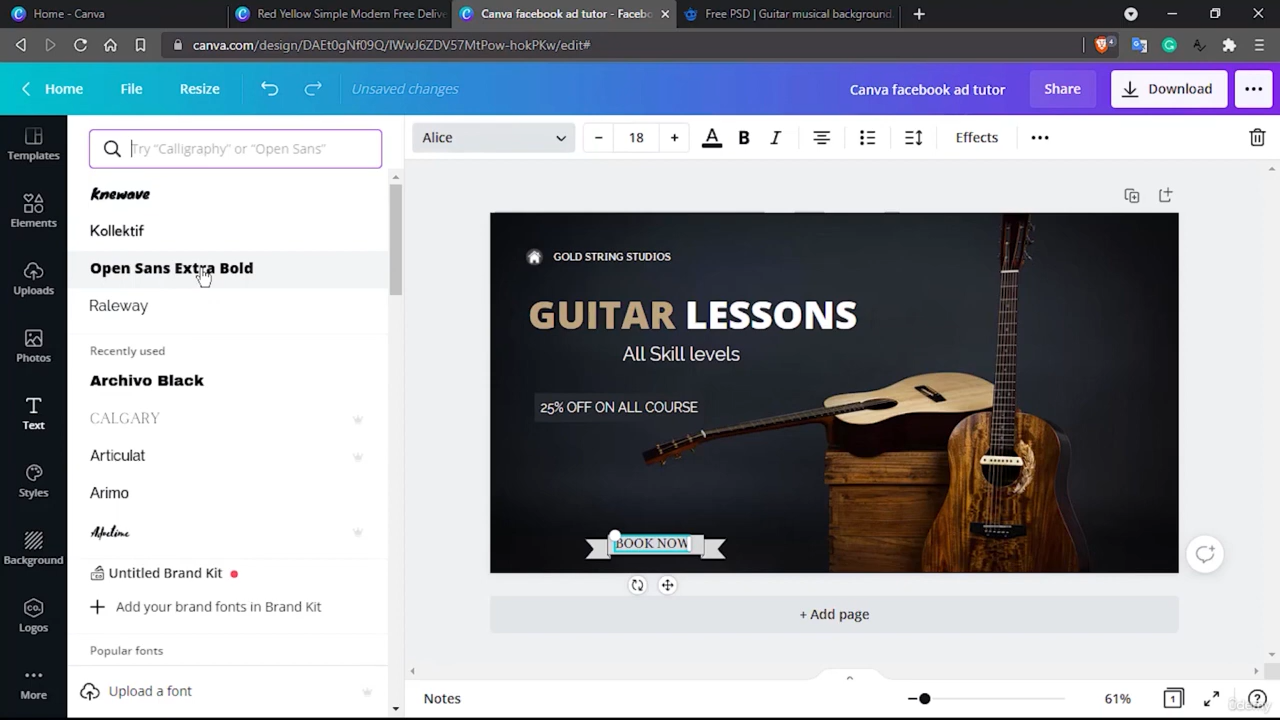 Home - Canva
Red Yellow Simple Modern Free Delive
Canva facebook ad tutor - Facebo
Free PSD | Guitar musical background
canva.com/design/DAEt0gNf09Q/IWwJ6ZDV57MtPow-hokPKw/edit#
4
Home
File
Resize
Unsaved changes
Canva facebook ad tutor
Share
Download
Templates
Elements
Uploads
Photos
Text
Styles
Background
CO.
Logos
More
Try “Calligraphy” or “Open Sans”
Knewave
Kollektif
Open Sans Extra Bold
Raleway
Recently used
Archivo Black
CALGARY
Articulat
Arimo
Untitled Brand Kit
Add your brand fonts in Brand Kit
Popular fonts
Upload a font
Alice
18
A
B
I
Effects
GOLD STRING STUDIOS
GUITAR LESSONS
All Skill levels
25% OFF ON ALL COURSE
BOOK NOW
+ Add page
Notes
61%
1
?
Udemy